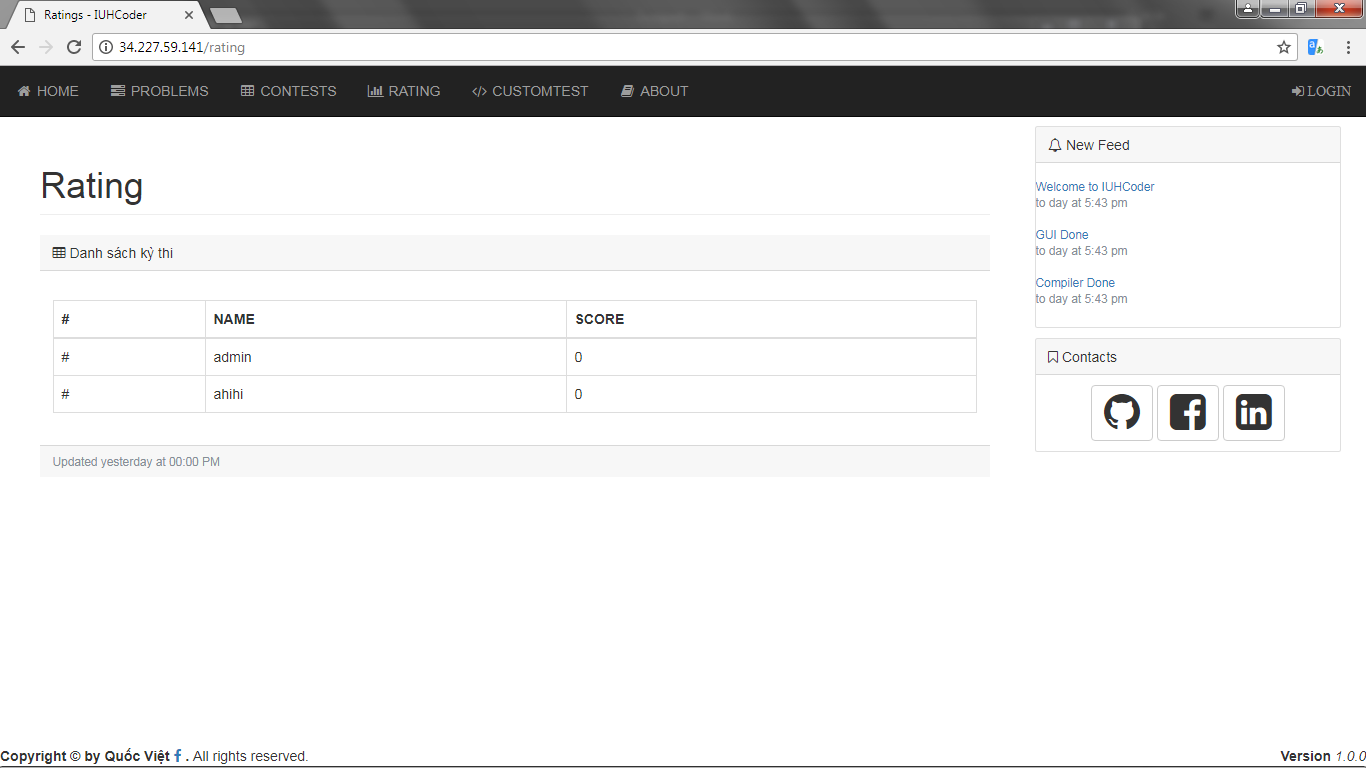 Ratings - IUHCoder
34.227.59.141/rating
HOME PROBLEMS CONTESTS RATING CUSTOMTEST ABOUT LOGIN
Rating
Danh sách kỳ thi
# NAME SCORE
# admin 0
# ahihi 0
Updated yesterday at 00:00 PM
New Feed
Welcome to IUHCoder
to day at 5:43 pm
GUI Done
to day at 5:43 pm
Compiler Done
to day at 5:43 pm
Contacts
Copyright © by Quốc Việt f . All rights reserved. Version 1.0.0